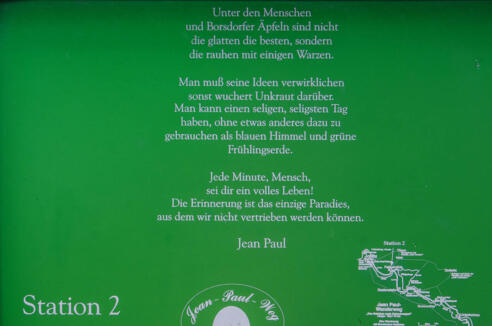 Unter den Menschen
und Borsdorfer Äpfeln sind nicht
die glatten die besten, sondern
die rauhen mit einigen Warzen.
Man muß seine Ideen verwirklichen
sonst wuchert Unkraut darüber.
Man kann einen seligen, seligsten Tag
haben, ohne etwas anderes dazu zu
gebrauchen als blauen Himmel und grüne
Frühlingserde.
Jede Minute, Mensch,
sei dir ein volles Leben!
Die Erinnerung ist das einzige Paradies,
aus dem wir nicht vertrieben werden können.
Jean Paul
Station 2
Jean-Paul-Weg
Station 2
Jean Paul-
Wanderweg